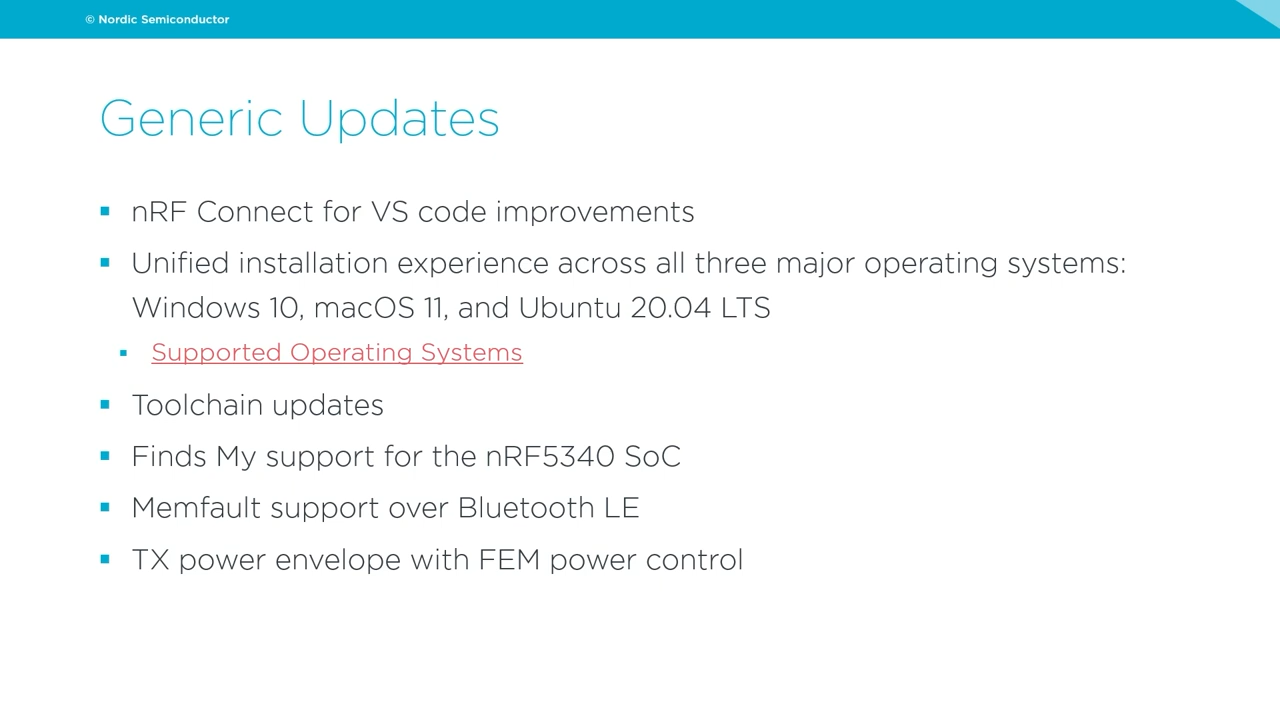 © Nordic Semiconductor
Generic Updates
nRF Connect for VS code improvements
Unified installation experience across all three major operating systems:
Windows 10, macOS 11, and Ubuntu 20.04 LTS
Supported Operating Systems
Toolchain updates
Finds My support for the nRF5340 SoC
Memfault support over Bluetooth LE
TX power envelope with FEM power control